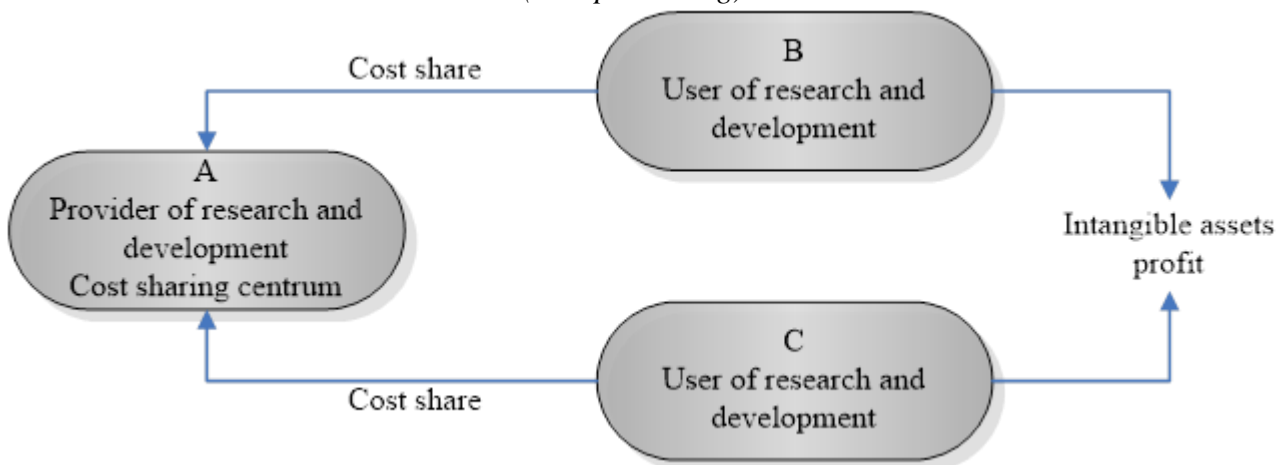 Cost share
B
User of research and
development
A
Provider of research and
development
Cost sharing centrum
Intangible assets
profit
C
User of research and
development
Cost share